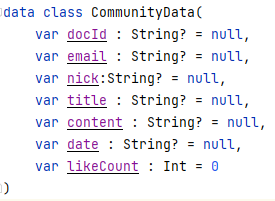 data class CommunityData(
    var docId : String? = null,
    var email : String? = null,
    var nick:String? = null,
    var title : String? = null,
    var content : String? = null,
    var date : String? = null,
    var likeCount : Int = 0
)